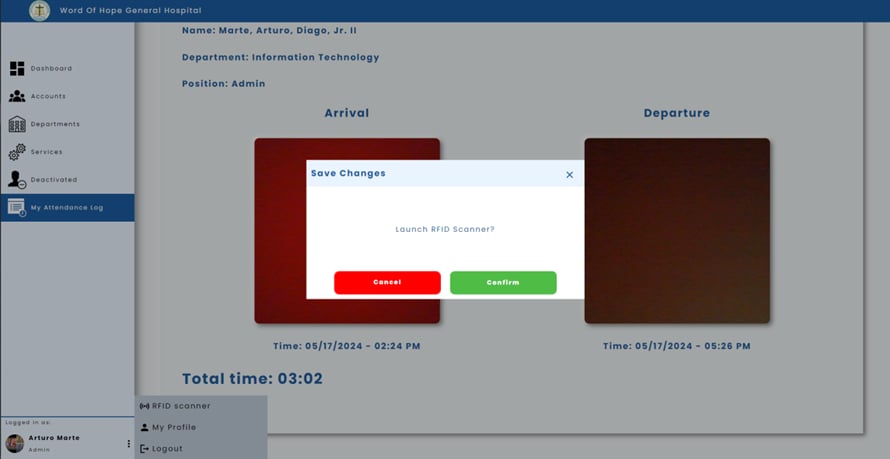 Word Of Hope General Hospital
Name: Marte, Arturo, Diago, Jr. II
Department: Information Technology
Position: Admin
Dashboard
Accounts
Departments
Services
Deactivated
My Attendance Log
Arrival
Departure
Save Changes
Launch RFID Scanner?
Cancel
Confirm
Time: 05/17/2024 - 02:24 PM
Time: 05/17/2024 - 05:26 PM
Total time: 03:02
RFID scanner
My Profile
Logout
Logged in as:
Arturo Marte
Admin